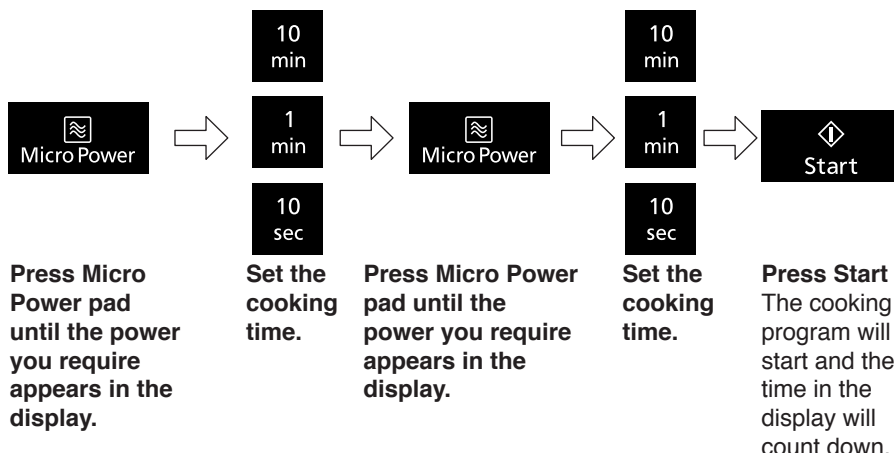 10
min
1
min
10
sec
Micro Power
10
min
1
min
10
sec
Micro Power
Start
Press Micro
Power pad
until the power
you require
appears in the
display.
Set the
cooking
time.
Press Micro Power
pad until the
power you require
appears in the
display.
Set the
cooking
time.
Press Start
The cooking
program will
start and the
time in the
display will
count down.